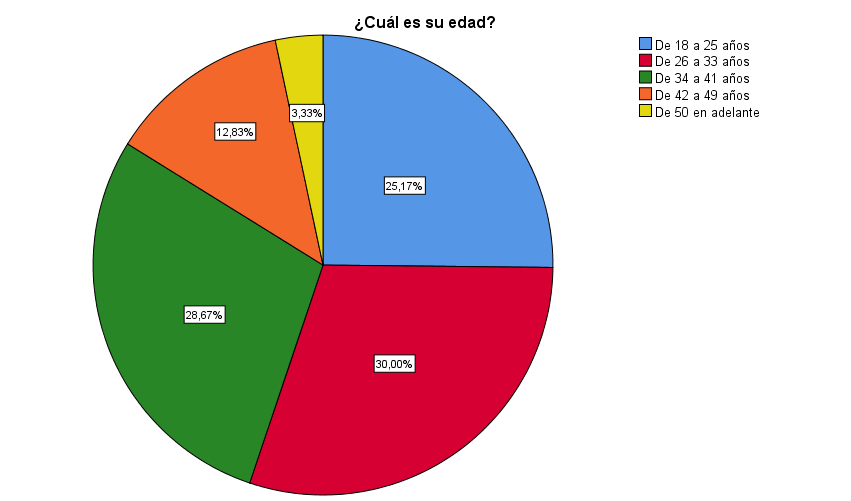 ¿Cuál es su edad?
De 18 a 25 años
De 26 a 33 años
De 34 a 41 años
De 42 a 49 años
De 50 en adelante
3,33%
12,83%
25,17%
28,67%
30,00%